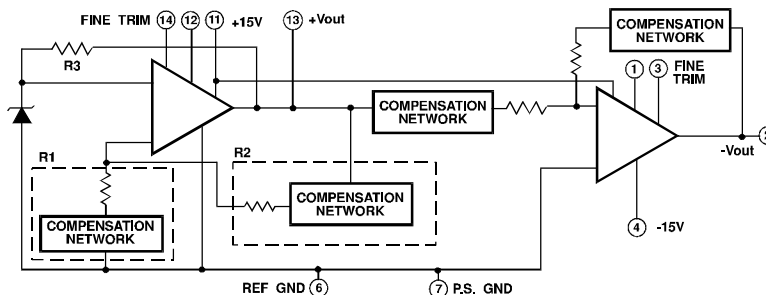 FINE TRIM 14 12 11 +15V 13 +Vout
COMPENSATION
NETWORK
R3
1 3 FINE
TRIM
COMPENSATION
NETWORK
R1
R2
-Vout
COMPENSATION
NETWORK
COMPENSATION
NETWORK
4 -15V
REF GND 6
7 P.S. GND